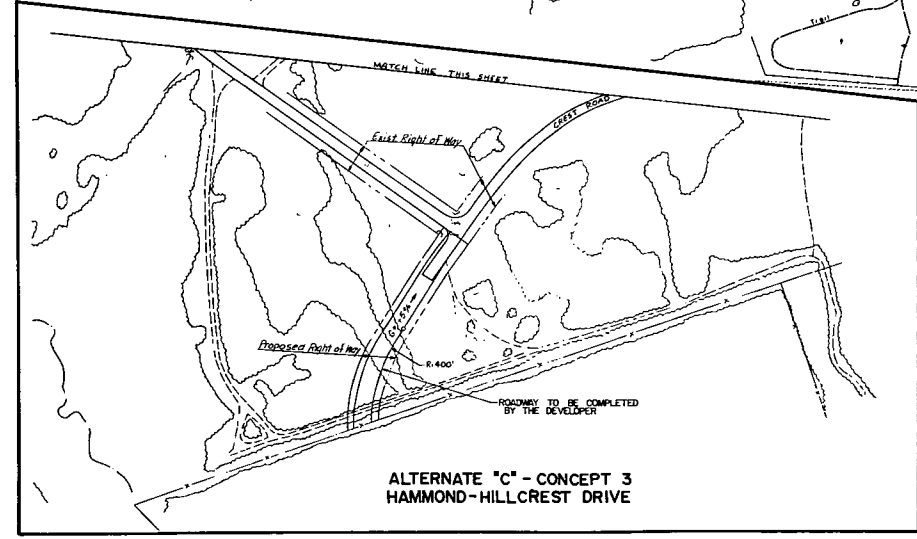 MATCH LINE THIS SHEET
CREST ROAD
Exist Right of Way
Proposed Right of Way
R=400'
ROADWAY TO BE COMPLETED
BY THE DEVELOPER
ALTERNATE "C" - CONCEPT 3
HAMMOND-HILLCREST DRIVE